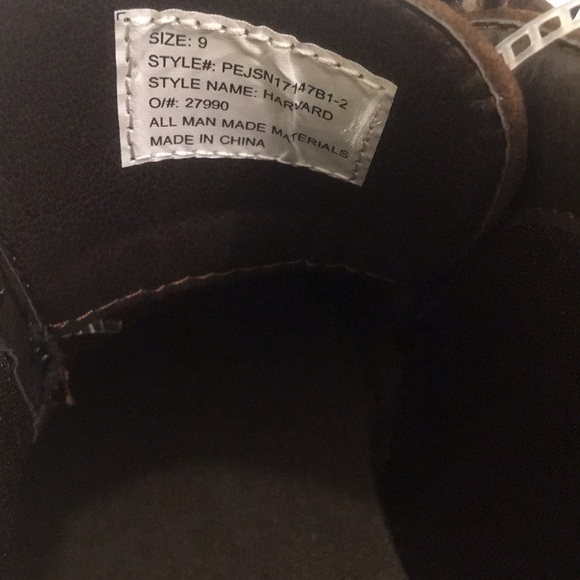 SIZE: 9
STYLE#: PEJSN17147B1-2
STYLE NAME: HARVARD
O/#: 27990
ALL MAN MADE MATERIALS
MADE IN CHINA